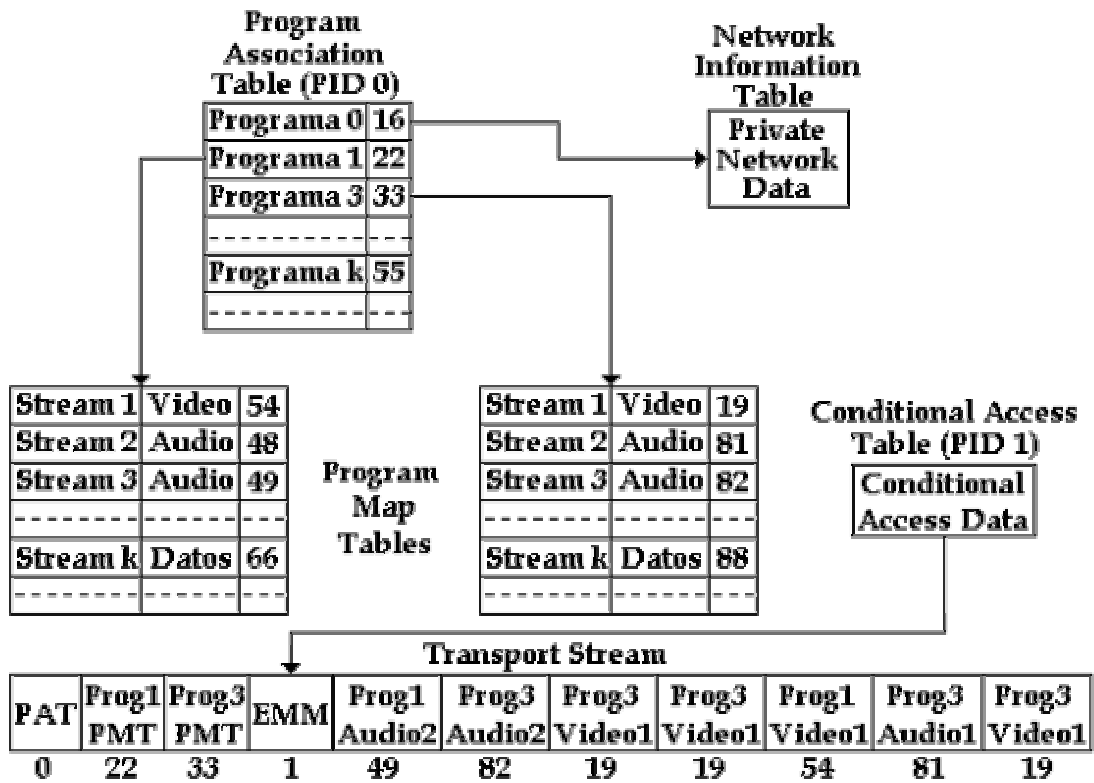 Program
Association
Table (PID 0)
Programa 0 16
Programa 1 22
Programa 3 33
Programa k 55
Network
Information
Table
Private
Network
Data
Stream 1 Video 54
Stream 2 Audio 48
Stream 3 Audio 49
Stream k Datos 66
Program
Map
Tables
Stream 1 Video 19
Stream 2 Audio 81
Stream 3 Audio 82
Stream k Datos 88
Conditional Access
Table (PID 1)
Conditional
Access Data
Transport Stream
PAT
Prog1
PMT
Prog3
PMT
EMM
Prog1
Audio2
Prog3
Audio2
Prog3
Video1
Prog3
Video1
Prog1
Video1
Prog3
Audio1
Prog3
Video1
0 22 33 1 49 82 19 19 54 81 19